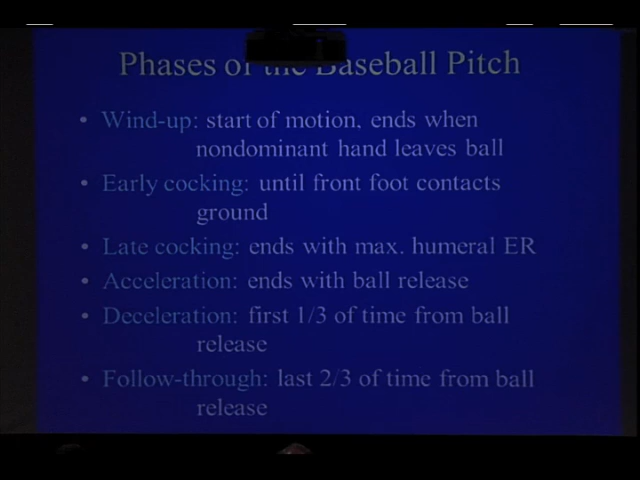 Phases of the Baseball Pitch
• Wind-up: start of motion, ends when
nondominant hand leaves ball
• Early cocking: until front foot contacts
ground
• Late cocking: ends with max. humeral ER
• Acceleration: ends with ball release
• Deceleration: first 1/3 of time from ball
release
• Follow-through: last 2/3 of time from ball
release